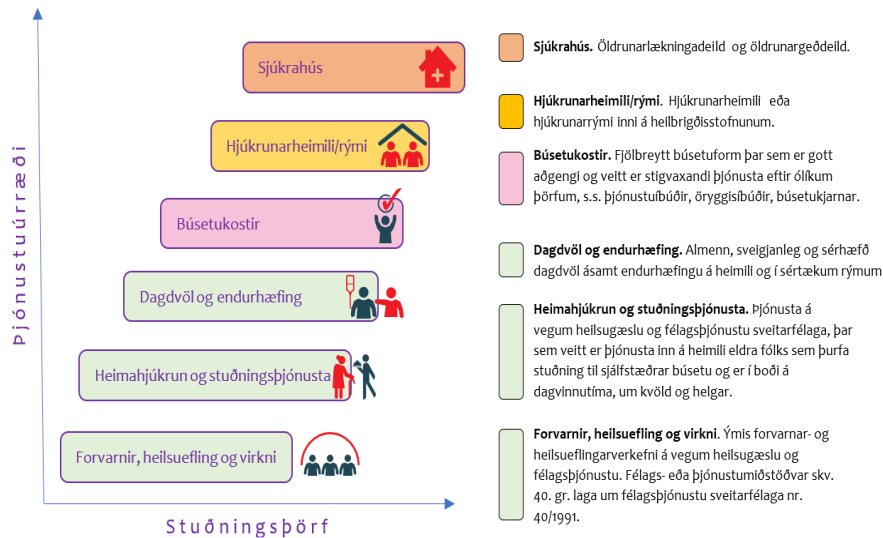 Þjónustuúrræði
Sjúkrahús
Hjúkrunarheimili/rými
Búsetukostir
Dagdvöl og endurhæfing
Heimahjúkrun og stuðningsþjónusta
Forvarnir, heilsuefling og virkni
Stuðningsþörf
Sjúkrahús. Öldrunarlækningadeild og öldrunargeðdeild.
Hjúkrunarheimili/rými. Hjúkrunarheimili eða
hjúkrunarrými inni á heilbrigðisstofnunum.
Búsetukostir. Fjölbreytt búsetuform þar sem er gott
aðgengi og veitt er stigvaxandi þjónusta eftir ólíkum
þörfum, s.s. þjónustuíbúðir, öryggisíbúðir, búsetukjarnar.
Dagdvöl og endurhæfing. Almenn, sveigjanleg og sérhæfð
dagdvöl ásamt endurhæfingu á heimili og í sértækum rýmum
Heimahjúkrun og stuðningsþjónusta. Þjónusta á
vegum heilsugæslu og félagsþjónustu sveitarfélaga, þar
sem veitt er þjónusta inn á heimili eldra fólks sem þurfa
stuðning til sjálfstæðrar búsetu og er í boði á
dagvinnutíma, um kvöld og helgar.
Forvarnir, heilsuefling og virkni. Ýmis forvarnar- og
heilsueflingarverkefni á vegum heilsugæslu og
félagsþjónustu. Félags- eða þjónustumiðstöðvar skv.
40. gr. laga um félagsþjónustu sveitarfélaga nr.
40/1991.